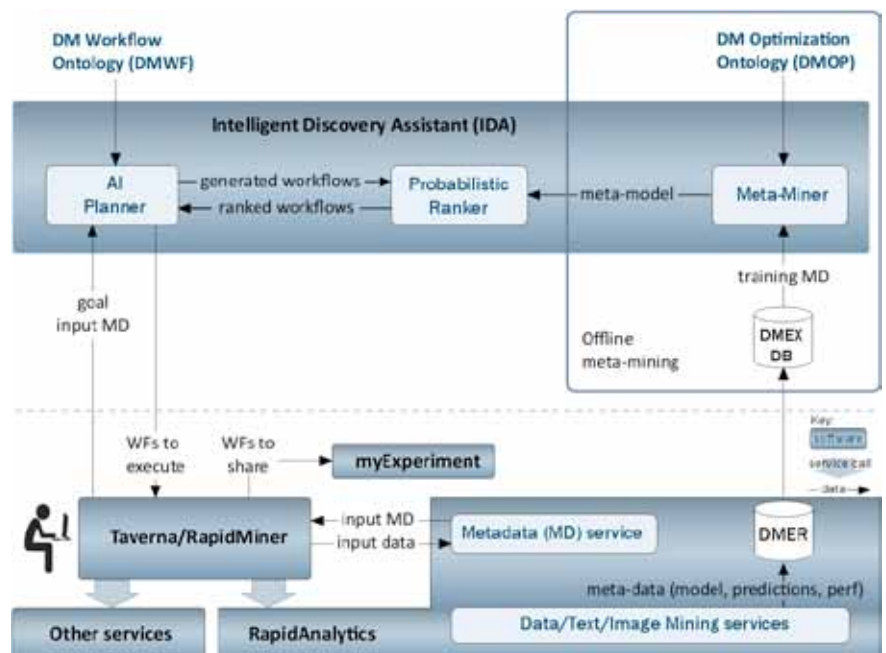 DM Workflow
Ontology (DMWF)
DM Optimization
Ontology (DMOP)
Intelligent Discovery Assistant (IDA)
AI
Planner
generated workflows
ranked workflows
Probabilistic
Ranker
meta-model
Meta-Miner
goal
input MD
training MD
DMEX
DB
Offline
meta-mining
Key:
software
service call
data
WFs to
execute
WFs to
share
myExperiment
Taverna/RapidMiner
input MD
input data
Metadata (MD) service
DMER
meta-data (model, predictions, perf)
Data/Text/Image Mining services
Other services
RapidAnalytics